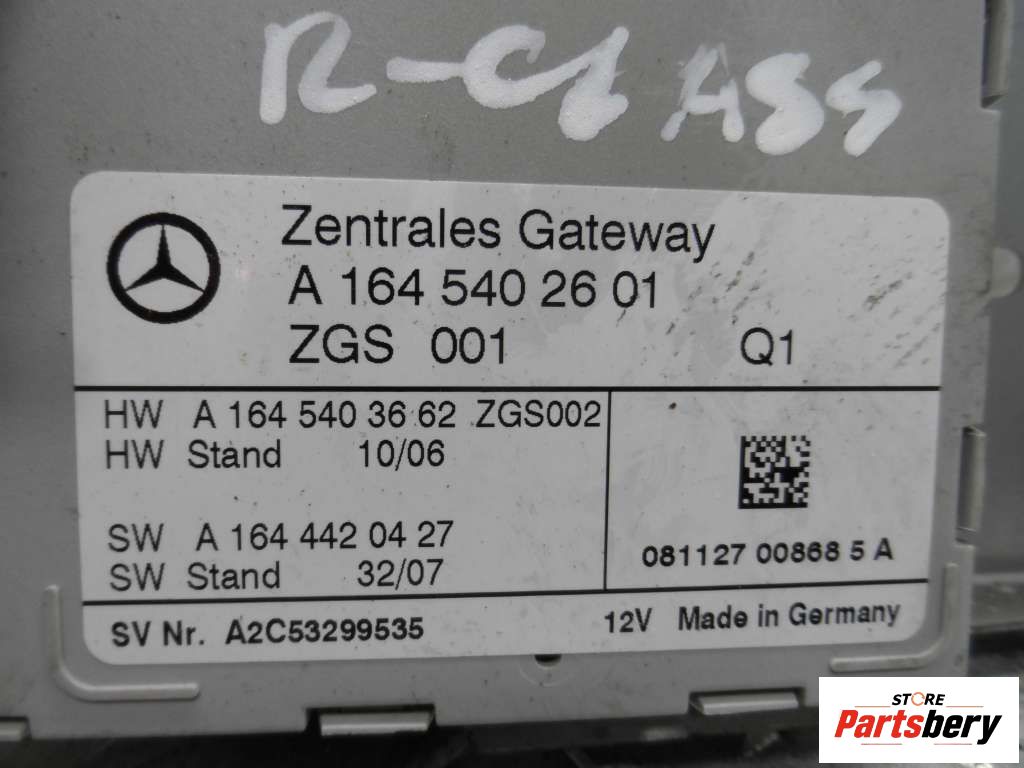 R-ClASS
Zentrales Gateway
A 164 540 26 01
ZGS 001 Q1
HW A 164 540 36 62 ZGS002
HW Stand 10/06
SW A 164 442 04 27
SW Stand 32/07
081127 00868 5 A
SV Nr. A2C53299535 12V Made in Germany
STORE
Partsbery